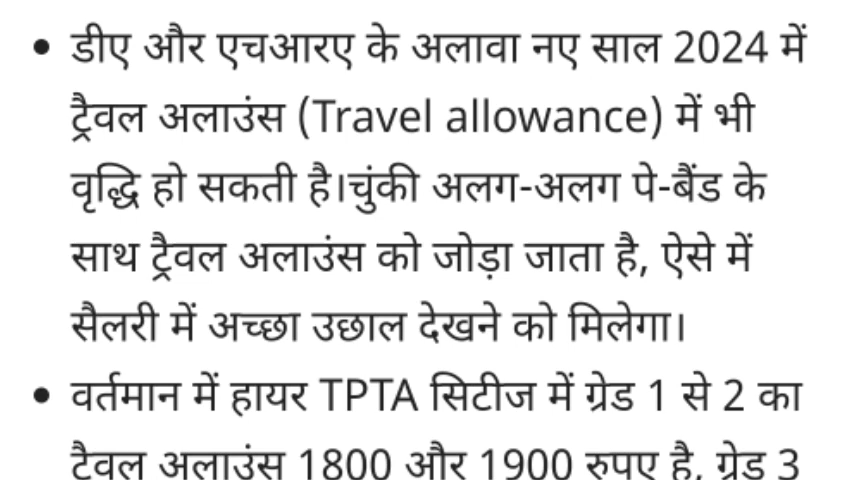 • डीए और एचआरए के अलावा नए साल 2024 में
ट्रैवल अलाउंस (Travel allowance) में भी
वृद्धि हो सकती है।चुंकी अलग-अलग पे-बैंड के
साथ ट्रैवल अलाउंस को जोड़ा जाता है, ऐसे में
सैलरी में अच्छा उछाल देखने को मिलेगा।
• वर्तमान में हायर TPTA सिटीज में ग्रेड 1 से 2 का
ट्रैवल अलाउंस 1800 और 1900 रुपए है, ग्रेड 3